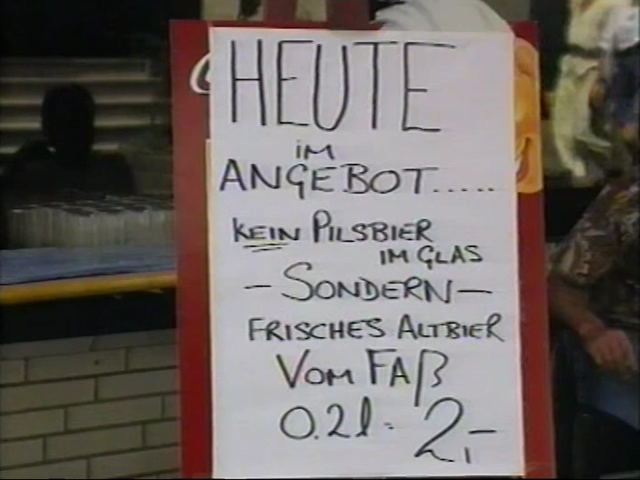 HEUTE
iM
ANGEBOT.....
KEIN PILSBIER
IM GLAS
- SONDERN -
FRISCHES ALTBIER
VOM FAß
0.2l. 2,-